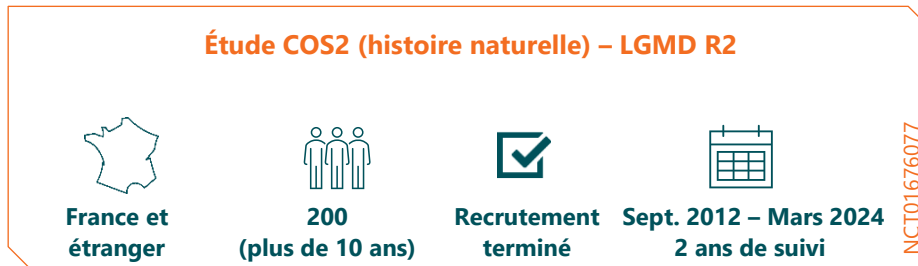 Étude COS2 (histoire naturelle) – LGMD R2
France et
étranger
200
(plus de 10 ans)
Recrutement
terminé
Sept. 2012 – Mars 2024
2 ans de suivi
NCT01676077